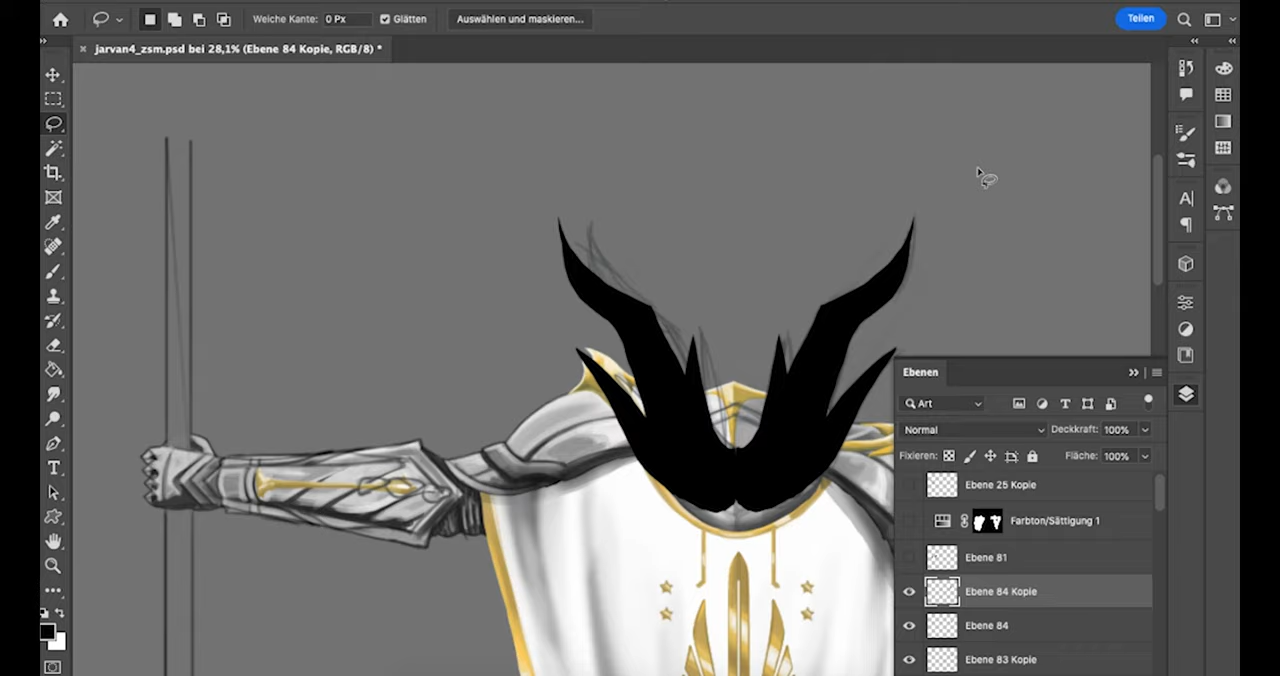 Weiche Kante: 0 Px Glätten Auswählen und maskieren... Teilen
× jarvan4_zsm.psd bei 28,1% (Ebene 84 Kopie, RGB/8) *
Ebenen
Art
Normal Deckkraft: 100%
Fixieren: Fläche: 100%
Ebene 25 Kopie
Farbton/Sättigung 1
Ebene 81
Ebene 84 Kopie
Ebene 84
Ebene 83 Kopie